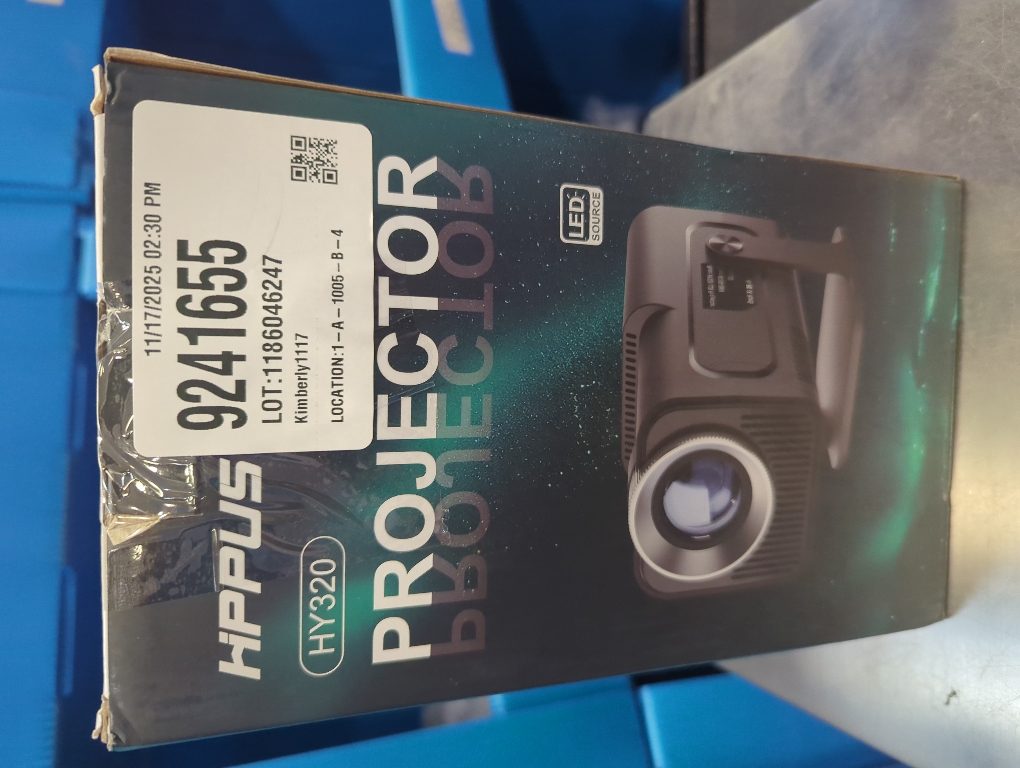 11/17/2025 02:30 PM
9241655
LOT:1186046247
Kimberly1117
LOCATION:1-A-1005-B-4
HiPPUS
HY320
PROJECTOR
PROJECTOR
LED
SOURCE